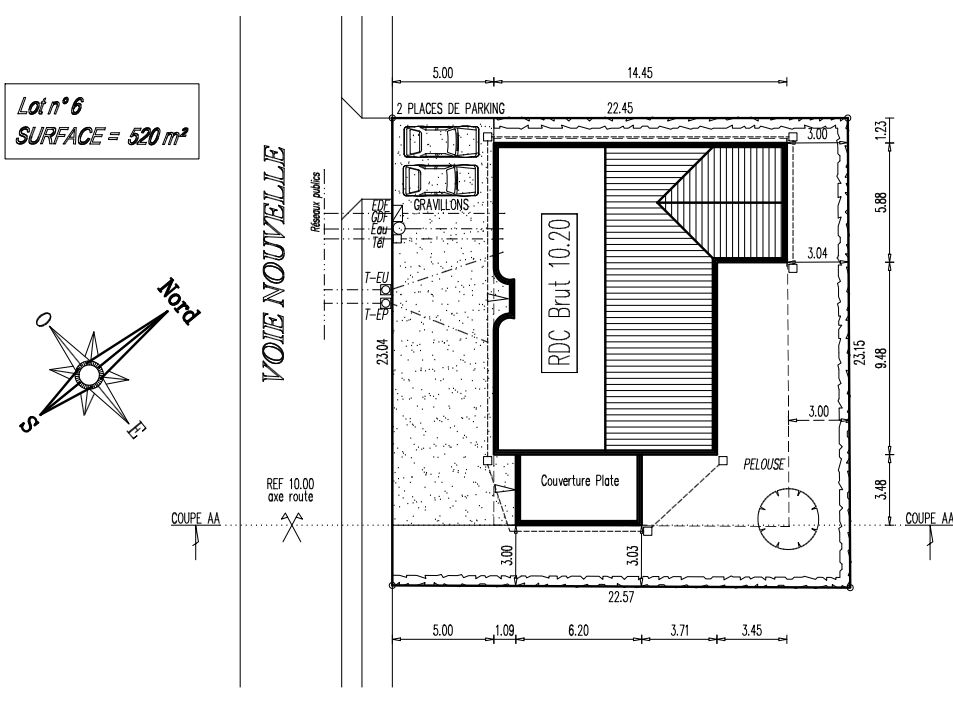 5.00
14.45
2 PLACES DE PARKING
22.45
Lot n° 6
SURFACE = 520 m²
3.00
1.23
VOIE NOUVELLE
Réseaux publics
GRAVILLONS
EDF
GDF
Eau
Tél
5.88
RDC Brut 10.20
3.04
T-EU
T-EP
Nord
O
S
E
23.04
23.15
9.48
3.00
PELOUSE
Couverture Plate
REF 10.00
axe route
3.48
COUPE AA
COUPE AA
3.00
3.03
22.57
5.00
1.09
6.20
3.71
3.45